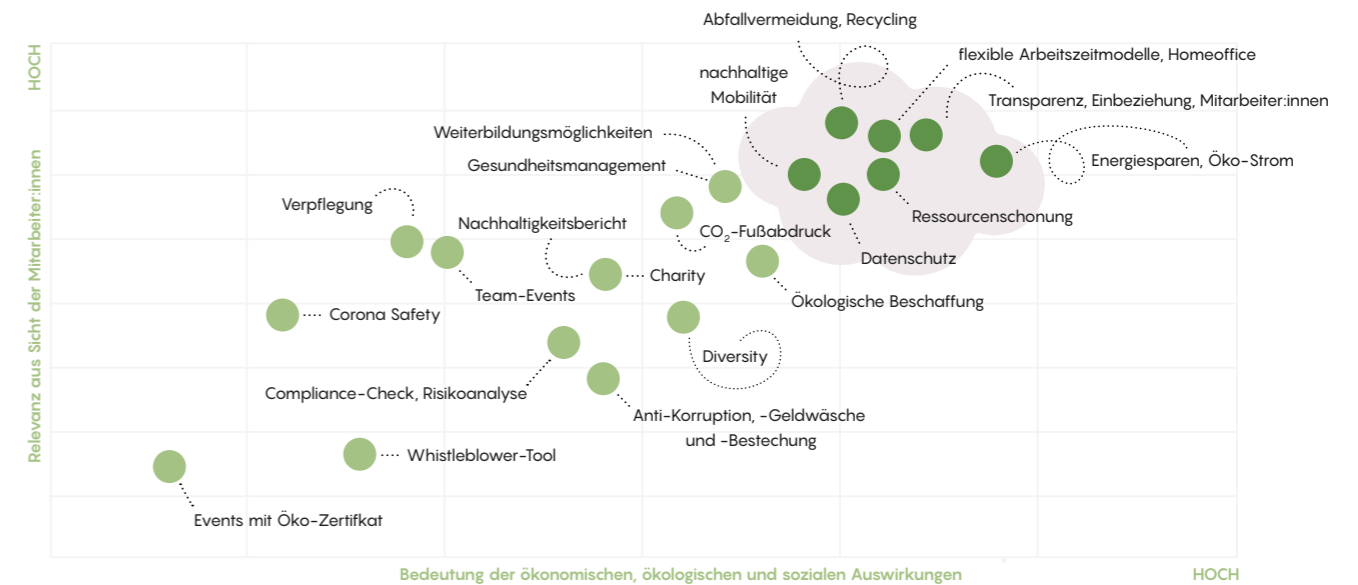 Abfallvermeidung, Recycling
HOCH
flexible Arbeitszeitmodelle, Homeoffice
nachhaltige
Mobilität
Transparenz, Einbeziehung, Mitarbeiter:innen
Weiterbildungsmöglichkeiten
Gesundheitsmanagement
Energiesparen, Öko-Strom
Verpflegung
Nachhaltigkeitsbericht
Ressourcenschonung
CO₂-Fußabdruck
Datenschutz
Charity
Team-Events
Ökologische Beschaffung
Corona Safety
Diversity
Compliance-Check, Risikoanalyse
Anti-Korruption, -Geldwäsche
und -Bestechung
Whistleblower-Tool
Events mit Öko-Zertifkat
Relevanz aus Sicht der Mitarbeiter:innen
Bedeutung der ökonomischen, ökologischen und sozialen Auswirkungen
HOCH